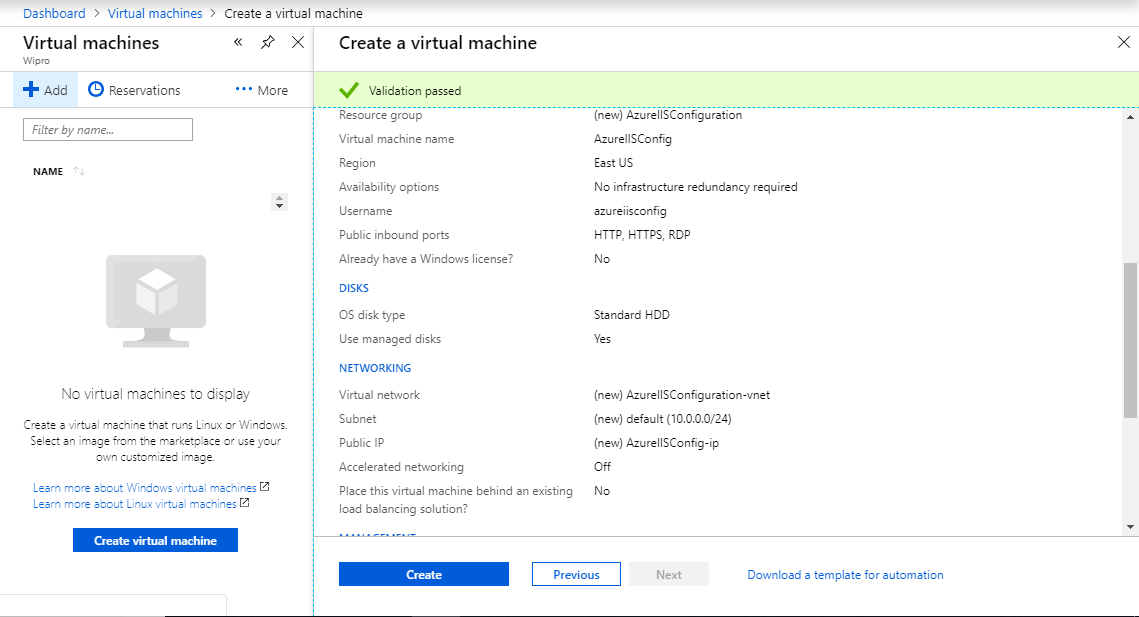 Dashboard > Virtual machines > Create a virtual machine
Virtual machines
Wipro
Add
Reservations
More
Filter by name...
NAME
No virtual machines to display
Create a virtual machine that runs Linux or Windows.
Select an image from the marketplace or use your
own customized image.
Learn more about Windows virtual machines
Learn more about Linux virtual machines
Create virtual machine
Create a virtual machine
Validation passed
Resource group (new) AzureIISConfiguration
Virtual machine name AzureIISConfig
Region East US
Availability options No infrastructure redundancy required
Username azureiisconfig
Public inbound ports HTTP, HTTPS, RDP
Already have a Windows license? No
DISKS
OS disk type Standard HDD
Use managed disks Yes
NETWORKING
Virtual network (new) AzureIISConfiguration-vnet
Subnet (new) default (10.0.0.0/24)
Public IP (new) AzureIISConfig-ip
Accelerated networking Off
Place this virtual machine behind an existing No
load balancing solution?
MANAGEMENT
Create
Previous
Next
Download a template for automation